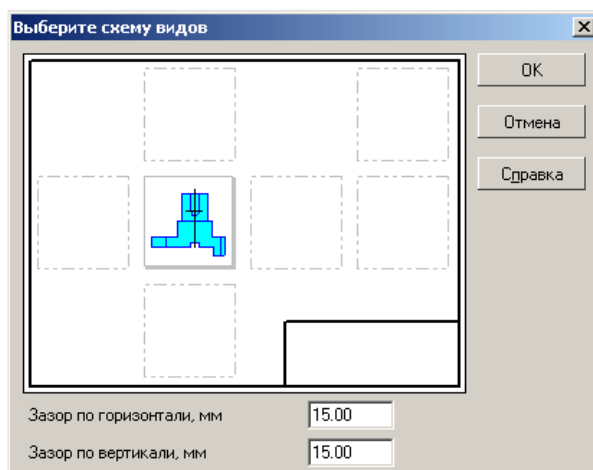 Выберите схему видов
OK
Отмена
Справка
Зазор по горизонтали, мм 15.00
Зазор по вертикали, мм 15.00